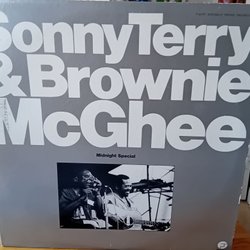 Sonny Terry
& Brownie
McGhee
Midnight Special